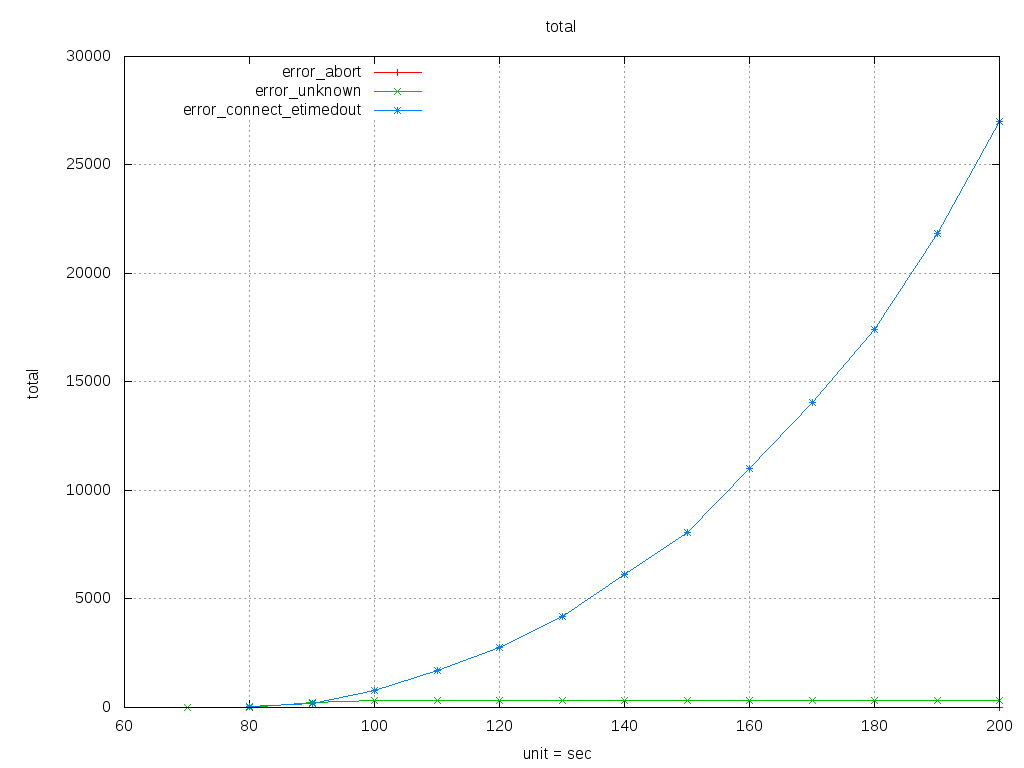 total
30000
25000
20000
15000
10000
5000
0
total
error_abort
error_unknown
error_connect_etimedout
60 80 100 120 140 160 180 200
unit = sec